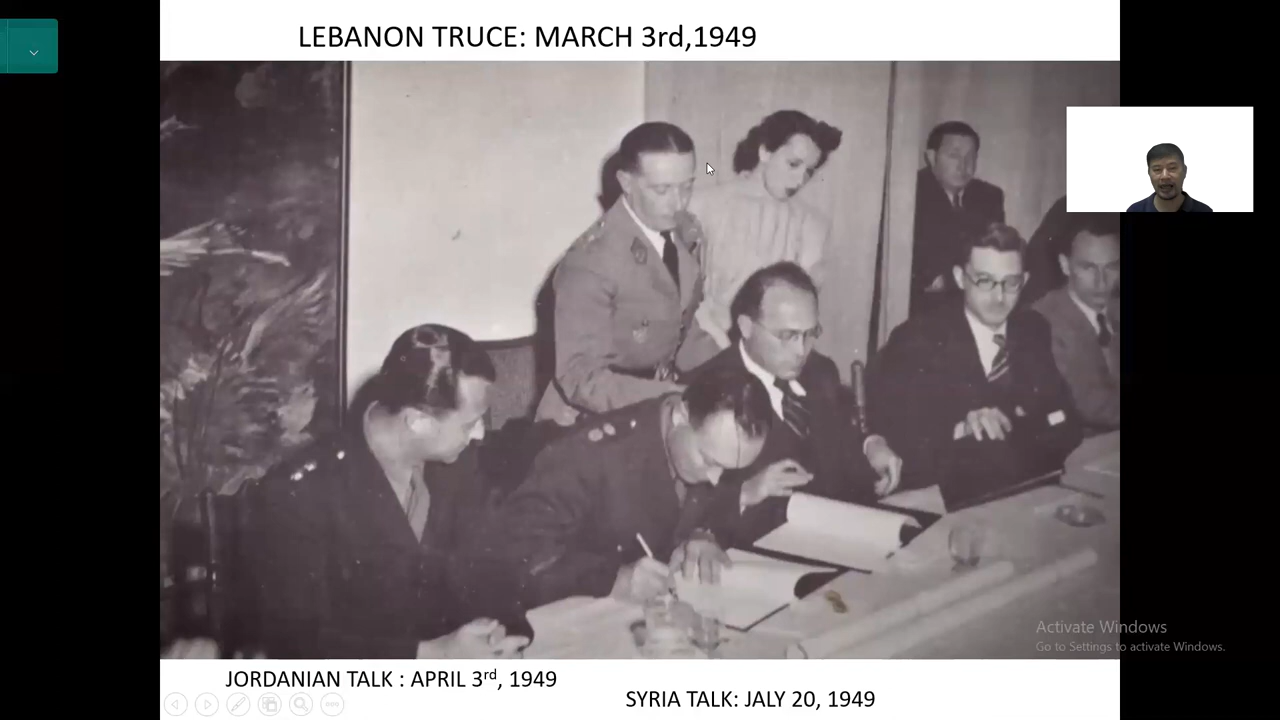 LEBANON TRUCE: MARCH 3rd,1949
Activate Windows
Go to Settings to activate Windows.
JORDANIAN TALK : APRIL 3rd, 1949
SYRIA TALK: JALY 20, 1949